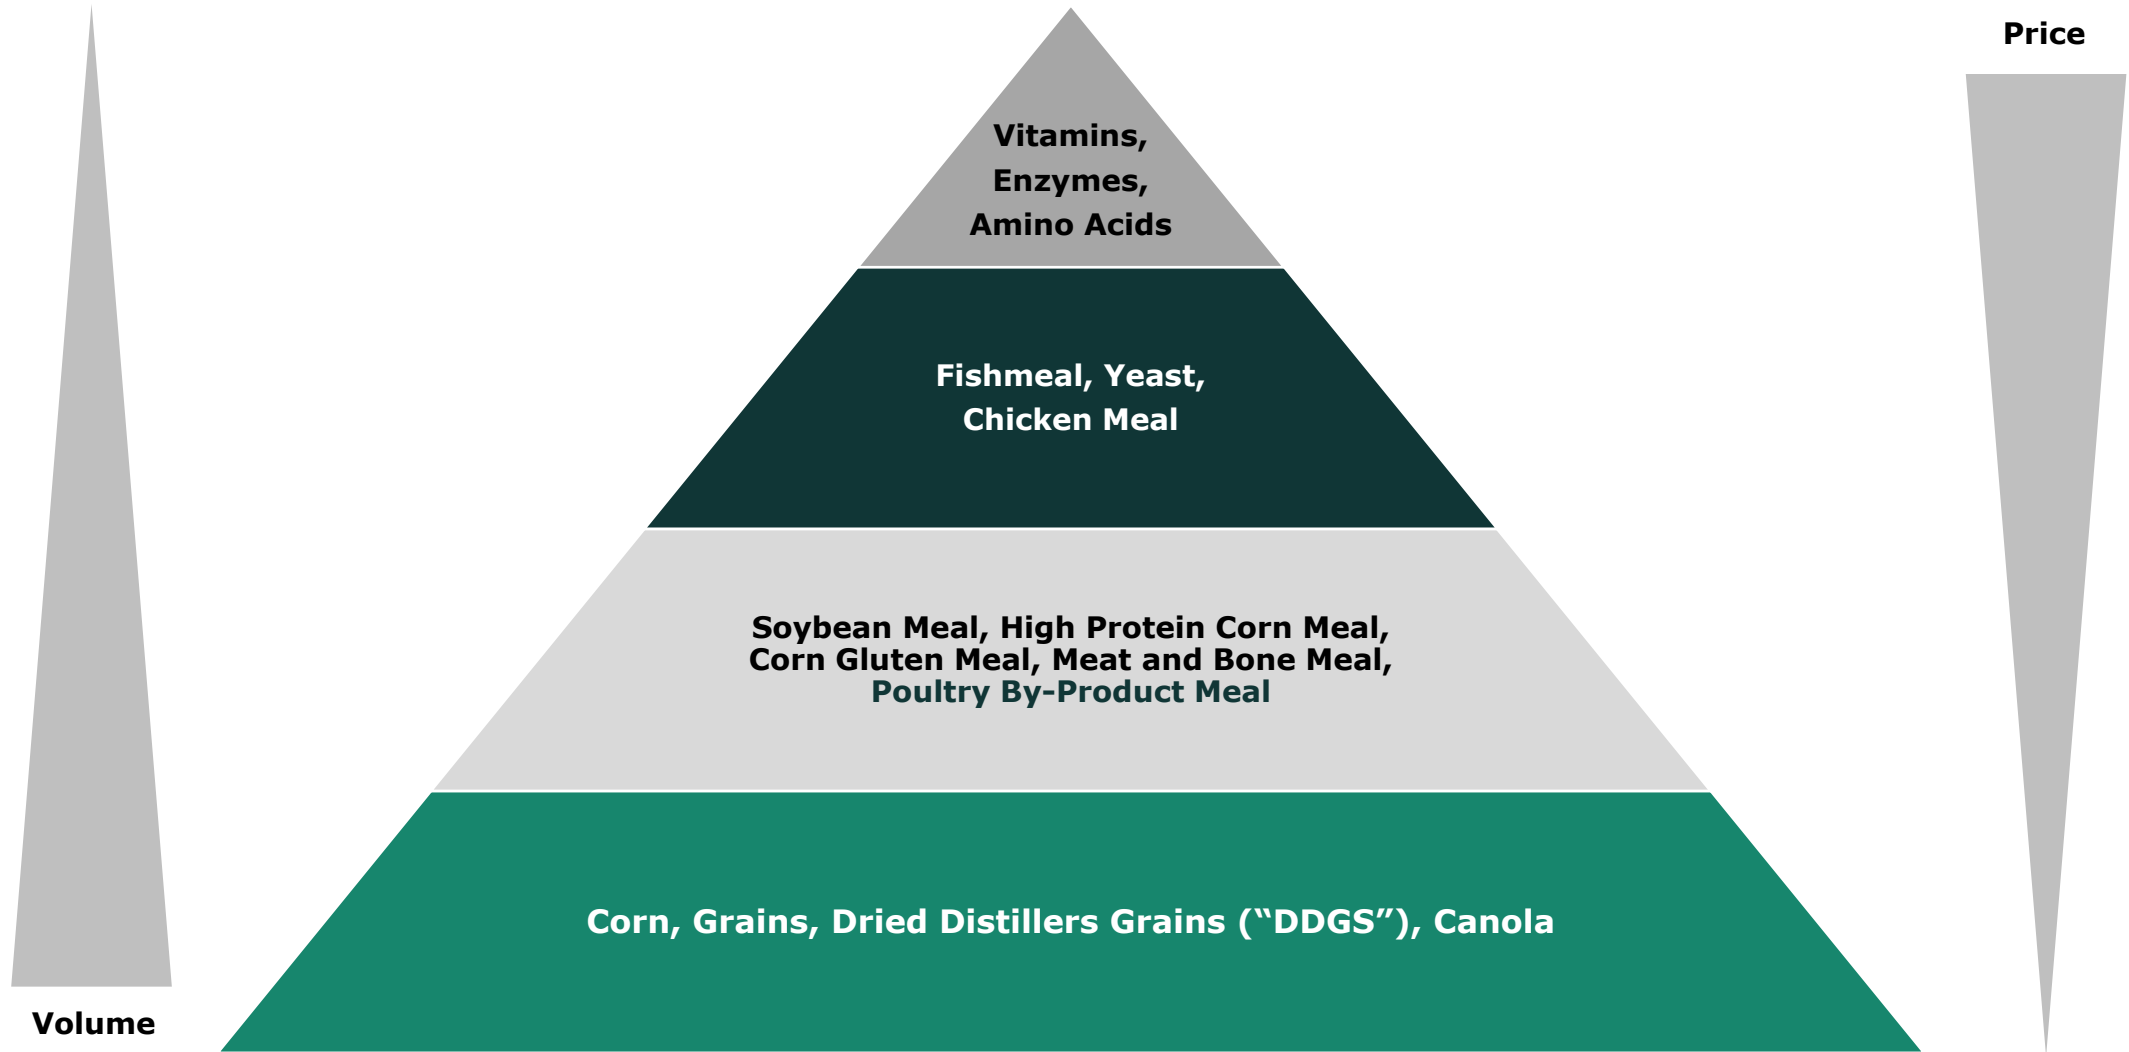 Price
Vitamins,
Enzymes,
Amino Acids
Fishmeal, Yeast,
Chicken Meal
Soybean Meal, High Protein Corn Meal,
Corn Gluten Meal, Meat and Bone Meal,
Poultry By-Product Meal
Corn, Grains, Dried Distillers Grains (“DDGS”), Canola
Volume